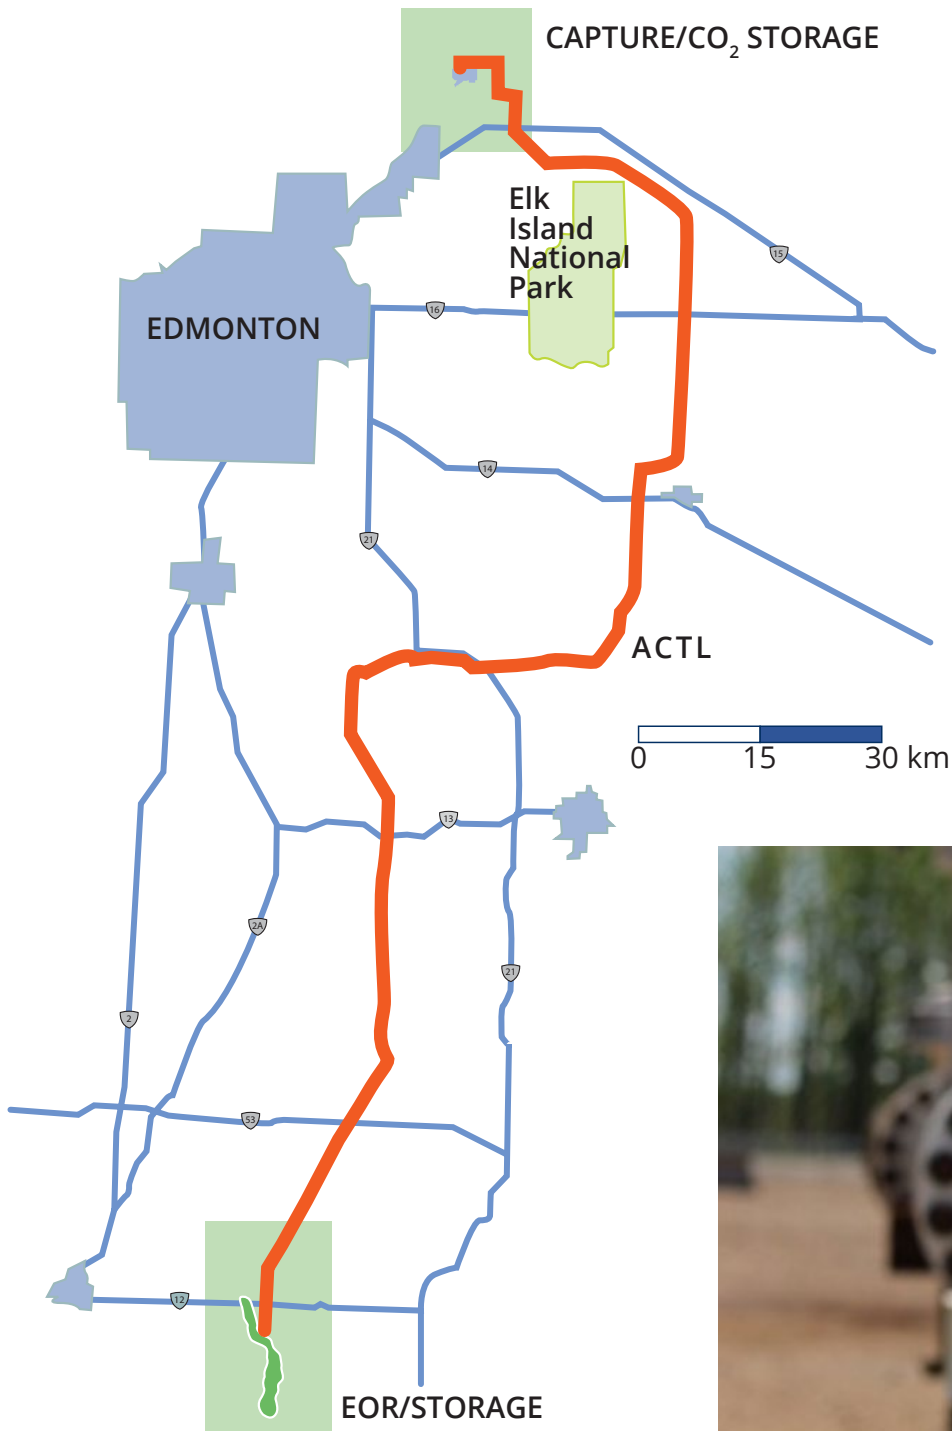 CAPTURE/CO₂ STORAGE
Elk
Island
National
Park
15
16
EDMONTON
14
21
ACTL
0 15 30 km
13
2A
21
2
53
12
EOR/STORAGE